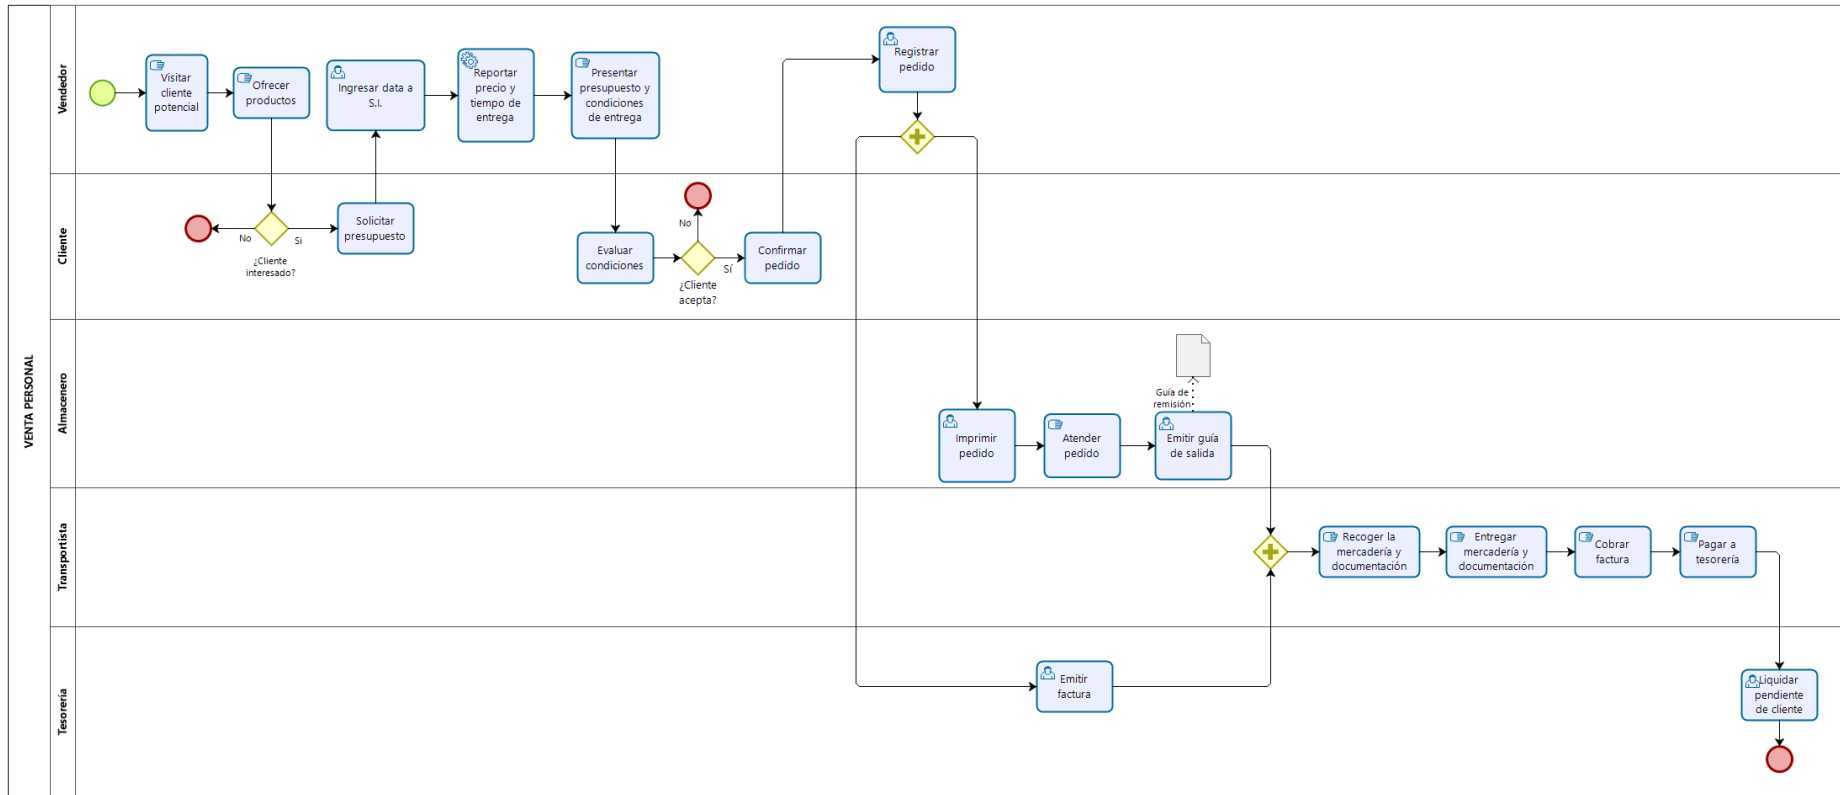 VENTA PERSONAL
Vendedor
Visitar
cliente
potencial
Ofrecer
productos
Ingresar data a
S.I.
Reportar
precio y
tiempo de
entrega
Presentar
presupuesto y
condiciones
de entrega
Registrar
pedido
Cliente
No
Si
¿Cliente
interesado?
Solicitar
presupuesto
Evaluar
condiciones
No
Sí
¿Cliente
acepta?
Confirmar
pedido
Almacenero
Imprimir
pedido
Atender
pedido
Emitir guía
de salida
Guía de
remisión
Transportista
Recoger la
mercadería y
documentación
Entregar
mercadería y
documentación
Cobrar
factura
Pagar a
tesorería
Tesorería
Emitir
factura
Liquidar
pendiente
de cliente